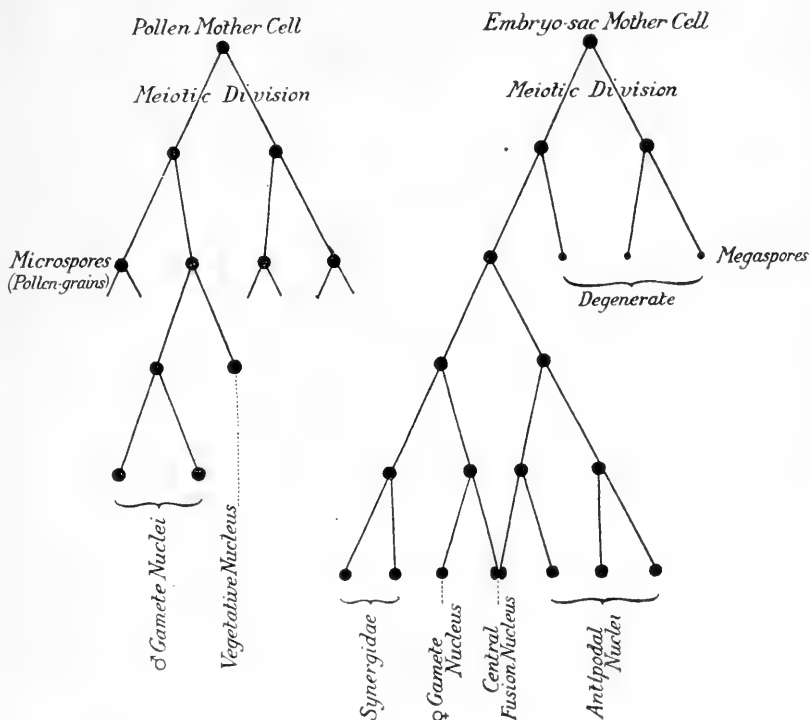 Pollen Mother Cell
Embryo-sac Mother Cell
Meiotic Division
Meiotic Division
Microspores
(Pollen-grains)
Megaspores
Degenerate
♂ Gamete Nuclei
Vegetative Nucleus
Synergidae
♀ Gamete
Nucleus
Central
Fusion Nucleus
Antipodal
Nuclei